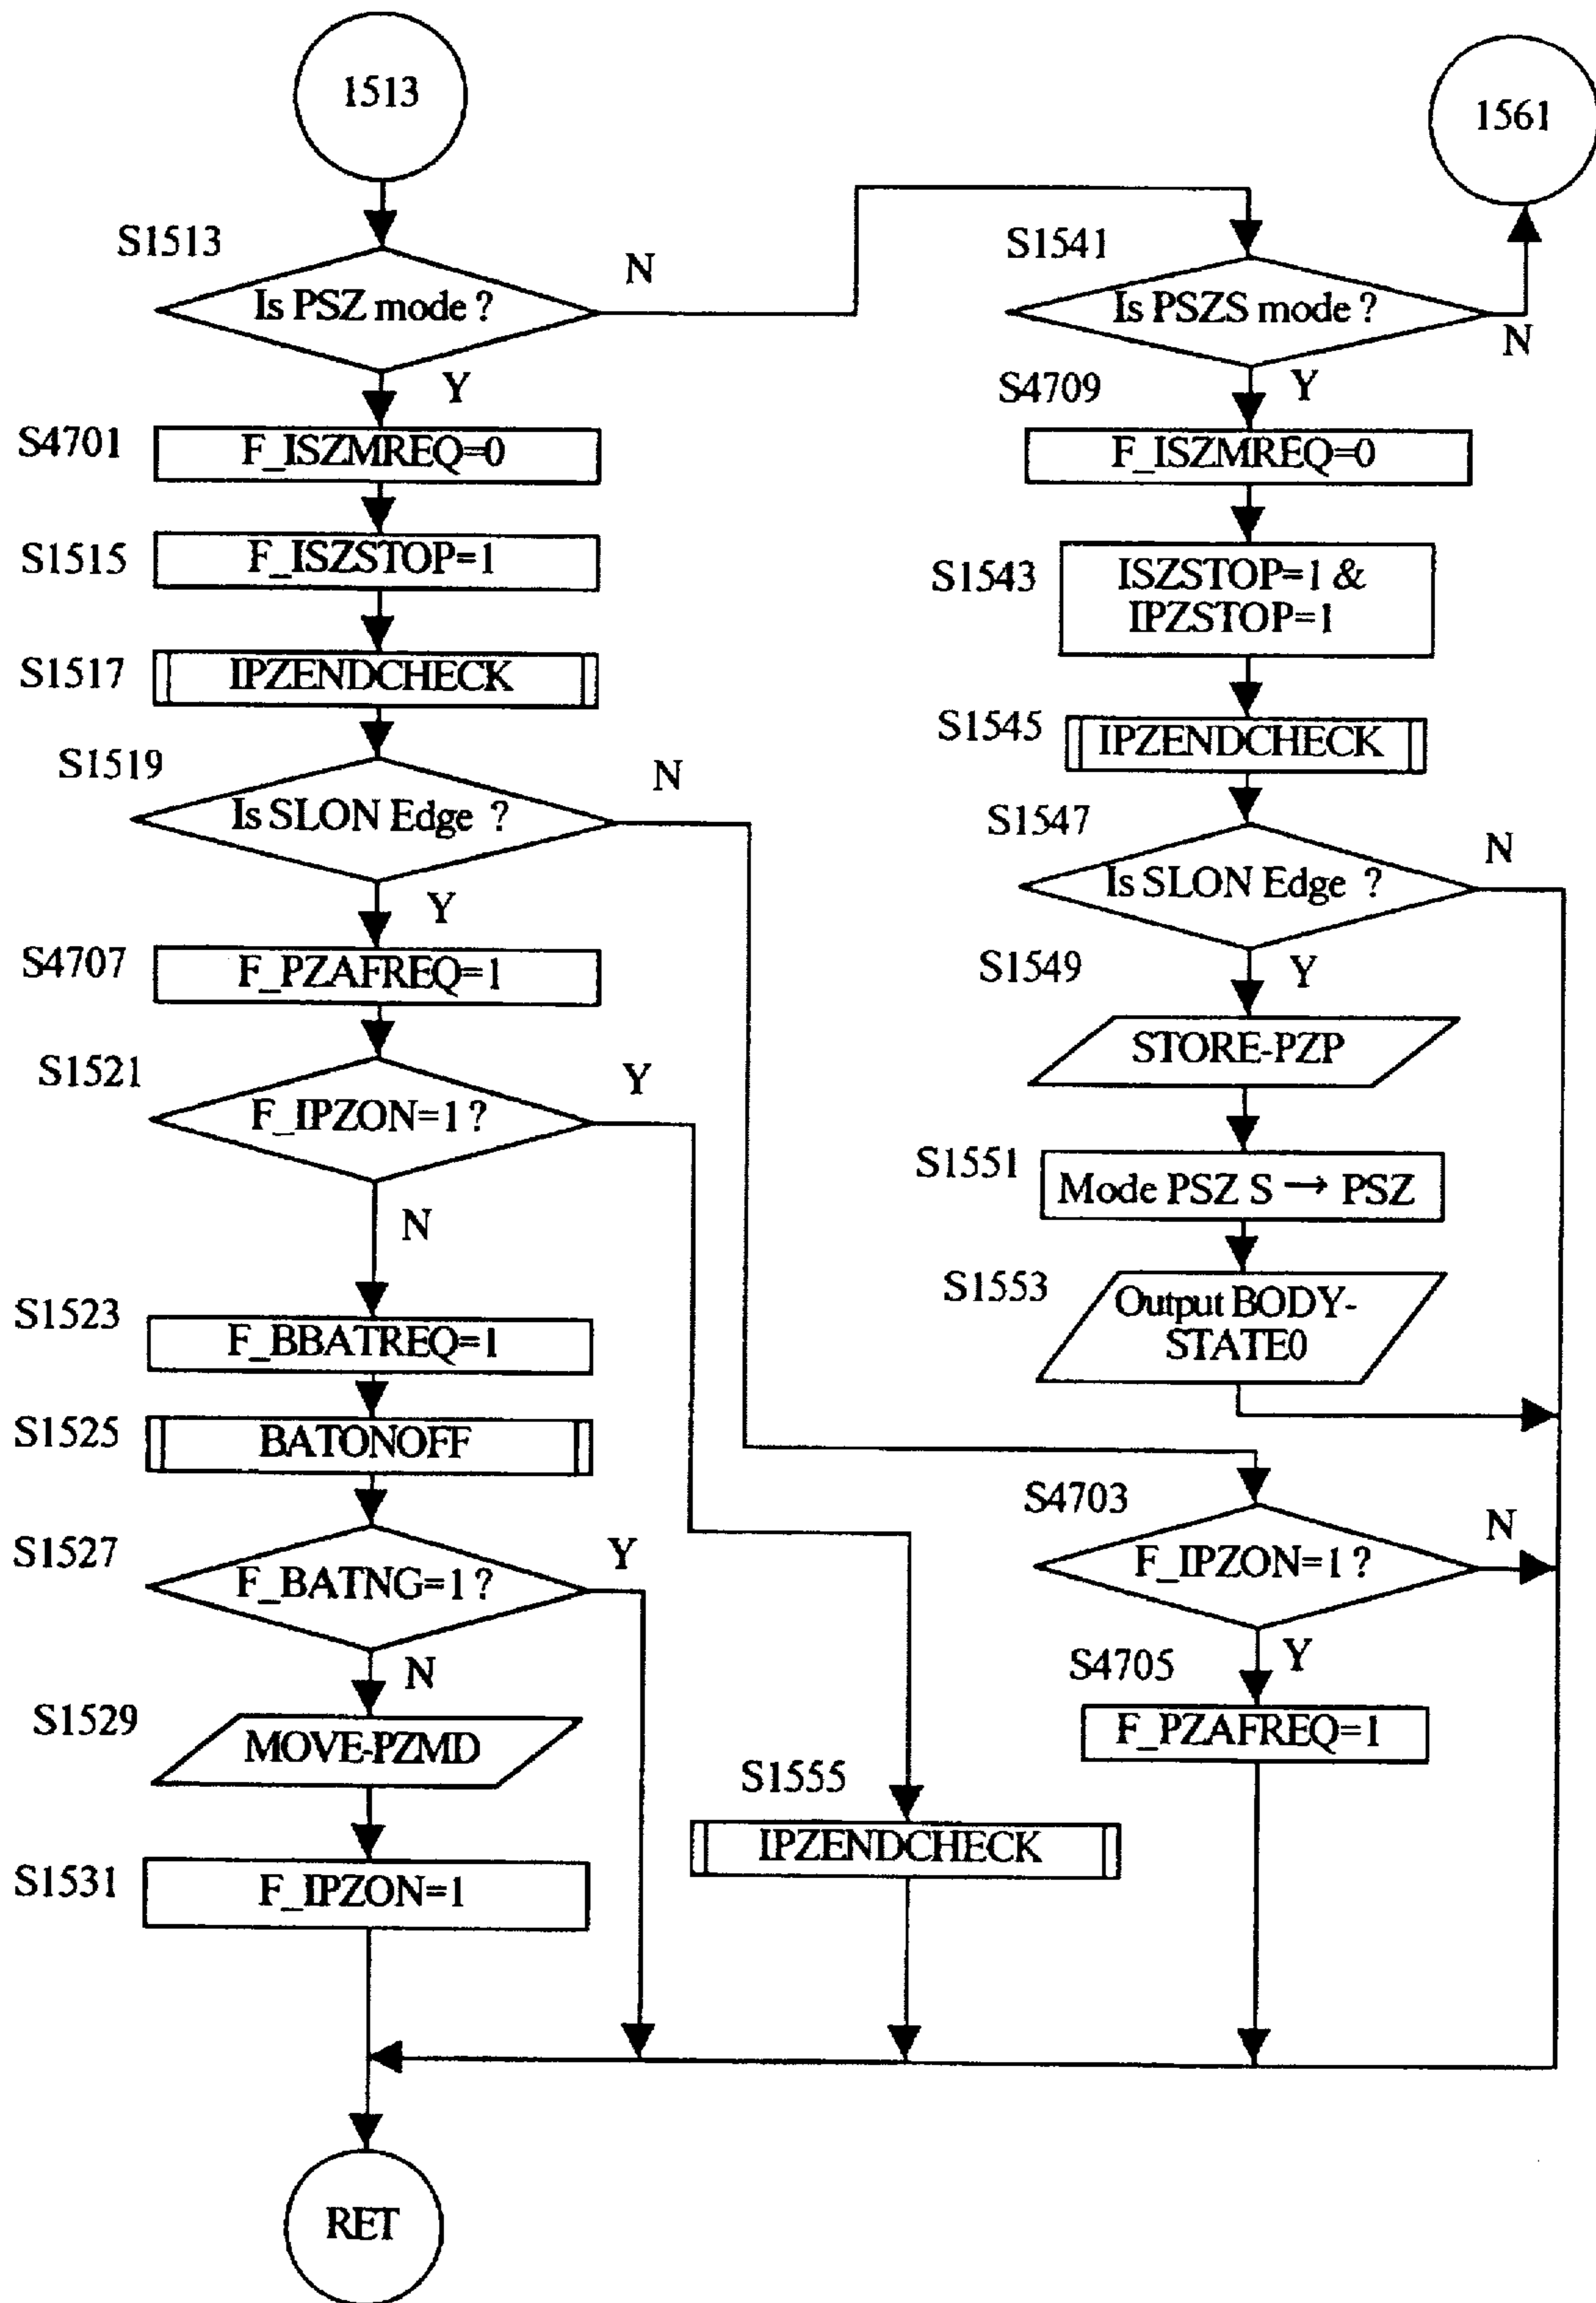 1513
1561
S1513
Is PSZ mode ?
N
Y
S4701
F_ISZMREQ=0
S1515
F_ISZSTOP=1
S1517
IPZENDCHECK
S1519
Is SLON Edge ?
N
Y
S4707
F_PZAFREQ=1
S1521
F_IPZON=1 ?
Y
N
S1523
F_BBATREQ=1
S1525
BATONOFF
S1527
F_BATNG=1 ?
Y
N
S1529
MOVE-PZMD
S1531
F_IPZON=1
RET
S1541
Is PSZS mode ?
N
Y
S4709
F_ISZMREQ=0
S1543
ISZSTOP=1 &
IPZSTOP=1
S1545
IPZENDCHECK
S1547
Is SLON Edge ?
N
Y
S1549
STORE-PZP
S1551
Mode PSZ S → PSZ
S1553
Output BODY-
STATE0
S4703
F_IPZON=1 ?
N
Y
S4705
F_PZAFREQ=1
S1555
IPZENDCHECK